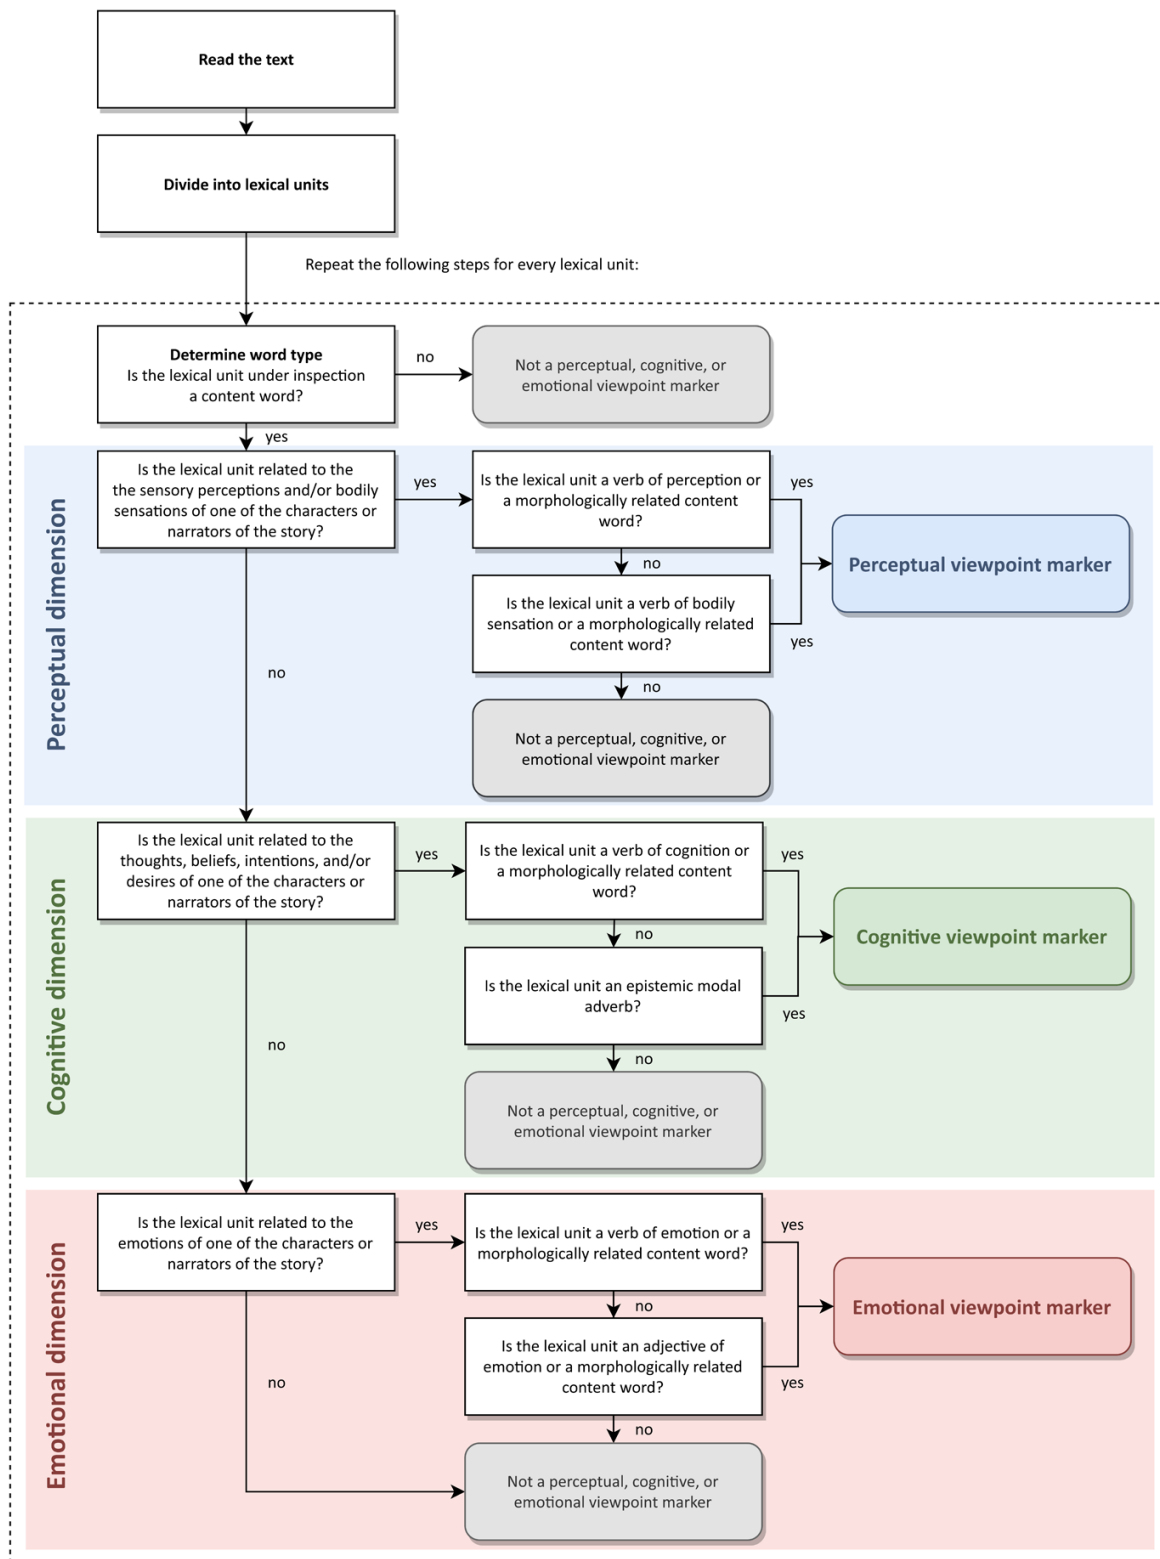 Read the text
Divide into lexical units
Repeat the following steps for every lexical unit:
Determine word type
Is the lexical unit under inspection
a content word?
no
Not a perceptual, cognitive, or
emotional viewpoint marker
yes
Perceptual dimension
Is the lexical unit related to the
the sensory perceptions and/or bodily
sensations of one of the characters or
narrators of the story?
yes
Is the lexical unit a verb of perception or
a morphologically related content
word?
yes
no
Is the lexical unit a verb of bodily
sensation or a morphologically related
content word?
yes
Perceptual viewpoint marker
no
no
Not a perceptual, cognitive, or
emotional viewpoint marker
Cognitive dimension
Is the lexical unit related to the
thoughts, beliefs, intentions, and/or
desires of one of the characters or
narrators of the story?
yes
Is the lexical unit a verb of cognition or
a morphologically related content
word?
yes
no
Is the lexical unit an epistemic modal
adverb?
yes
Cognitive viewpoint marker
no
no
Not a perceptual, cognitive, or
emotional viewpoint marker
Emotional dimension
Is the lexical unit related to the
emotions of one of the characters or
narrators of the story?
yes
Is the lexical unit a verb of emotion or a
morphologically related content word?
yes
no
Is the lexical unit an adjective of
emotion or a morphologically related
content word?
yes
Emotional viewpoint marker
no
no
Not a perceptual, cognitive, or
emotional viewpoint marker